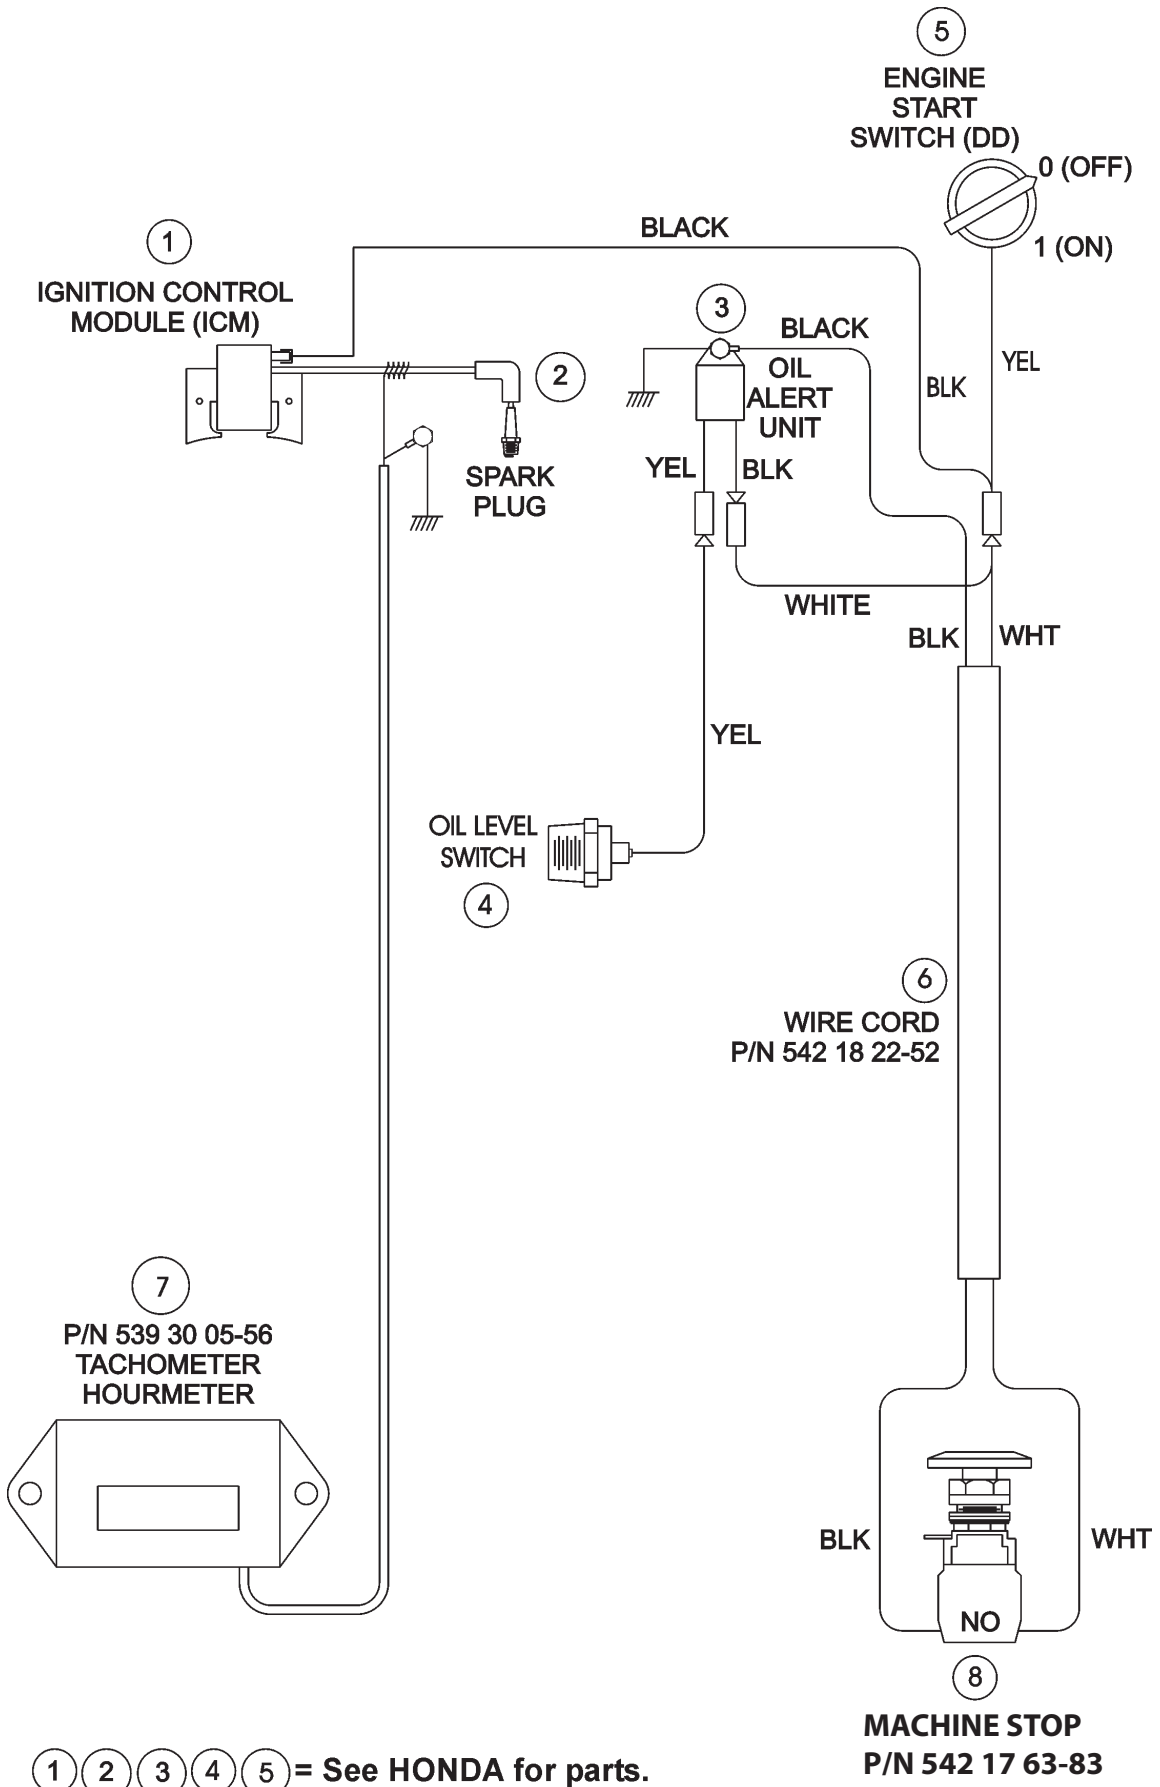 5
ENGINE
START
SWITCH (DD)
0 (OFF)
1 (ON)
BLACK
1
IGNITION CONTROL
MODULE (ICM)
3
BLACK
OIL
ALERT
UNIT
YEL
BLK
2
SPARK
PLUG
YEL
BLK
WHITE
BLK
WHT
YEL
OIL LEVEL
SWITCH
4
6
WIRE CORD
P/N 542 18 22-52
7
P/N 539 30 05-56
TACHOMETER
HOURMETER
BLK
WHT
NO
8
MACHINE STOP
P/N 542 17 63-83
1 2 3 4 5 = See HONDA for parts.